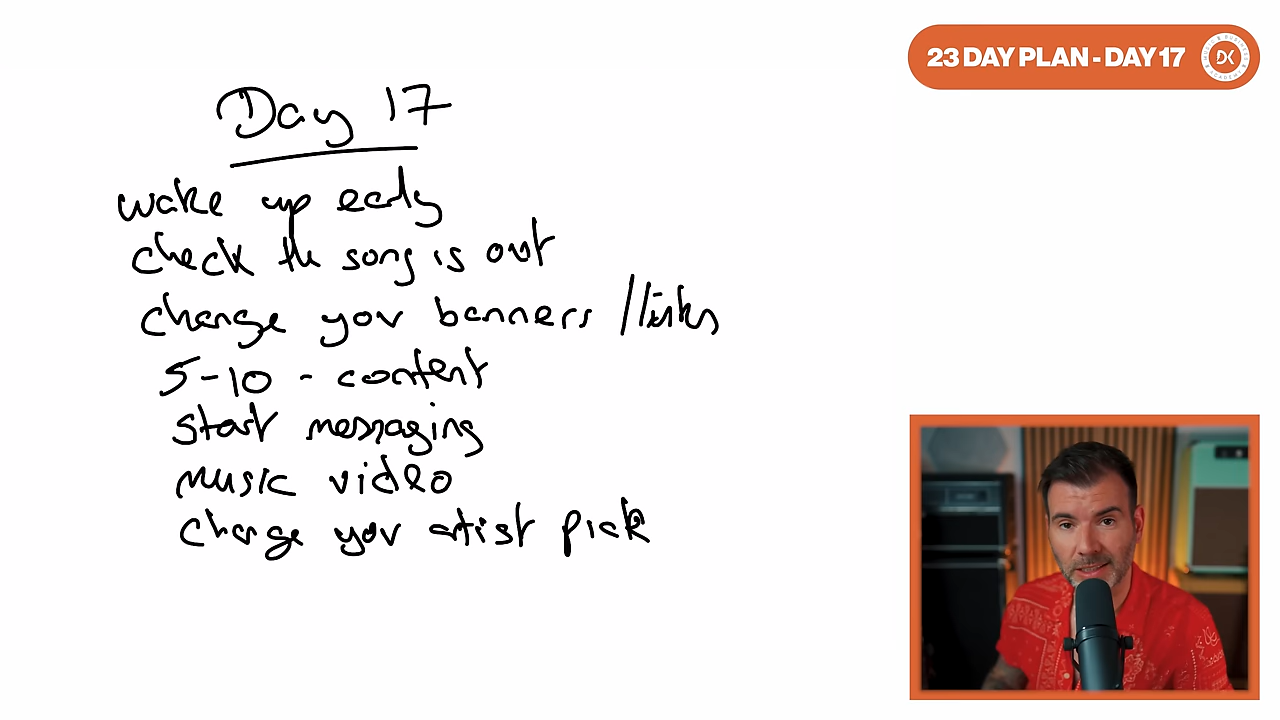 Day 17
wake up early
check the song is out
change your banners / links
5-10 - content
start messaging
music video
change your artist pick
23 DAY PLAN - DAY 17
DK